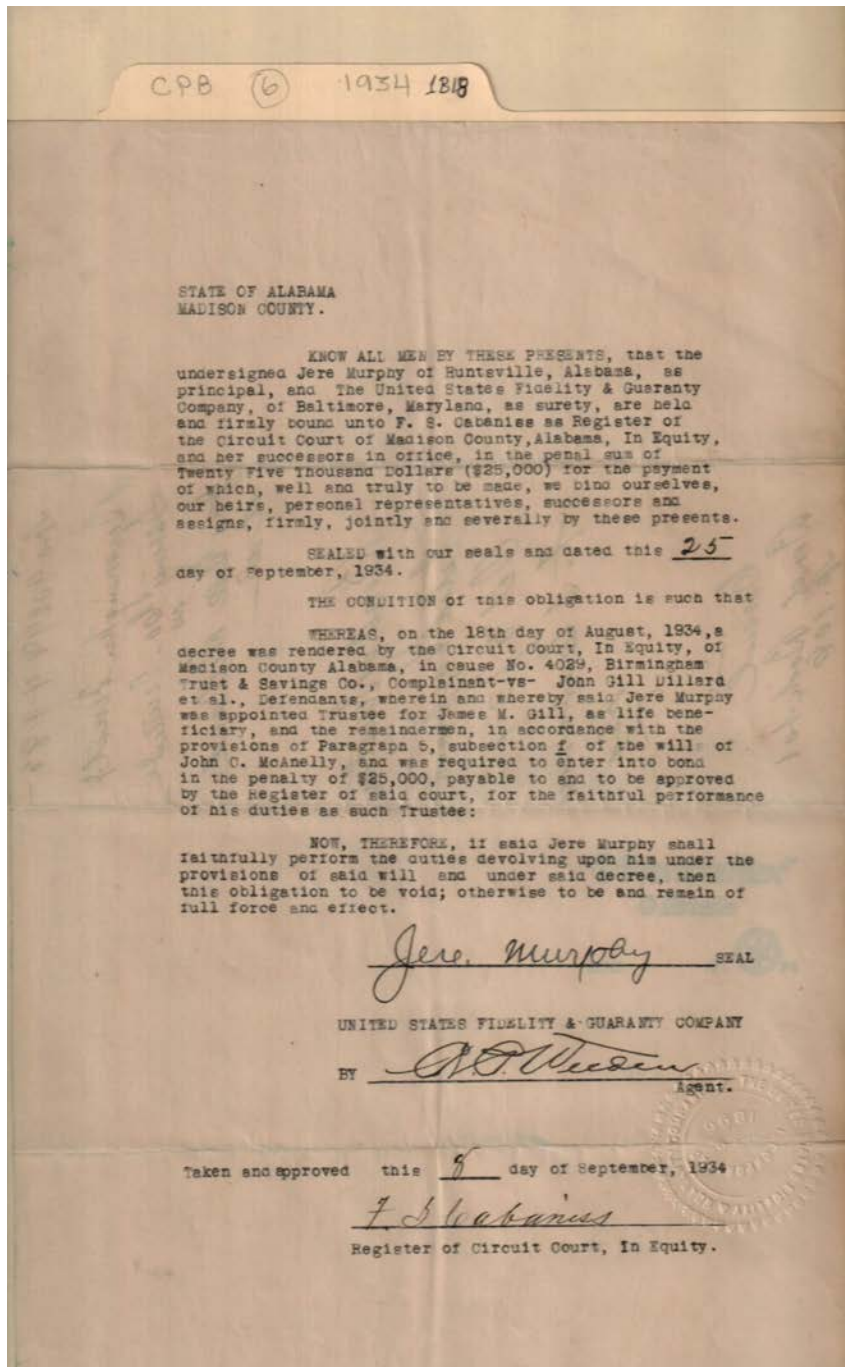 CPB 6 1934 1818
STATE OF ALABAMA
MADISON COUNTY.
KNOW ALL MEN BY THESE PRESENTS, that the
undersigned Jere Murphy of Huntsville, Alabama, as
principal, and The United States Fidelity & Guaranty
Company, of Baltimore, Maryland, as surety, are held
and firmly bound unto F. S. Cabaniss as Register of
the Circuit Court of Madison County,Alabama, In Equity,
and her successors in office, in the penal sum of
Twenty Five Thousand Dollars ($25,000) for the payment
of which, well and truly to be made, we bind ourselves,
our heirs, personal representatives, successors and
assigns, firmly, jointly and severally by these presents.
SEALED with our seals and dated this 25
day of September, 1934.
THE CONDITION of this obligation is such that
WHEREAS, on the 18th day of August, 1934,a
decree was rendered by the Circuit Court, In Equity, of
Madison County Alabama, in cause No. 4029, Birmingham
Trust & Savings Co., Complainant-vs- John Gill Dillard
et al., Defendants, wherein and whereby said Jere Murphy
was appointed Trustee for James M. Gill, as life bene-
ficiary, and the remaindermen, in accordance with the
provisions of Paragraph 5, subsection f of the will of
John C. McAnelly, and was required to enter into bond
in the penalty of $25,000, payable to and to be approved
by the Register of said court, for the faithful performance
of his duties as such Trustee:
NOW, THEREFORE, if said Jere Murphy shall
faithfully perform the duties devolving upon him under the
provisions of said will and under said decree, then
this obligation to be void; otherwise to be and remain of
full force and effect.
Jere. Murphy SEAL
UNITED STATES FIDELITY & GUARANTY COMPANY
BY Weeden
Agent.
Taken and approved this 8 day of September, 1934
F S Cabaniss
Register of Circuit Court, In Equity.